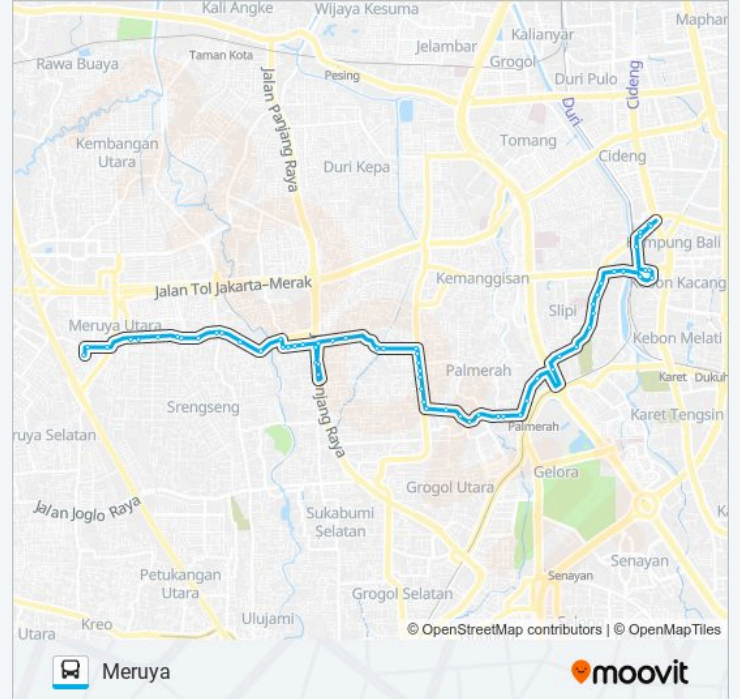 Kali Angke
Wijaya Kesuma
Maphar
Kalianyar
Jelambar
Grogol
Rawa Buaya
Taman Kota
Pesing
Duri Pulo
Cideng
Jalan Panjang Raya
Duri
Kembangan
Utara
Tomang
Cideng
Duri Kepa
Kampung Bali
Kemanggisan
Kebon Kacang
Jalan Tol Jakarta-Merak
Slipi
Meruya Utara
Kebon Melati
Palmerah
Karet
Dukuh
Srengseng
Karet Tengsin
Palmerah
ruya Selatan
njang Raya
Gelora
Grogol Utara
Jalan Joglo Raya
Sukabumi
Selatan
Senayan
Petukangan
Utara
Senayan
Grogol Selatan
Ulujami
Kreo
Utara
© OpenStreetMap contributors | © OpenMapTiles
Meruya
moovit